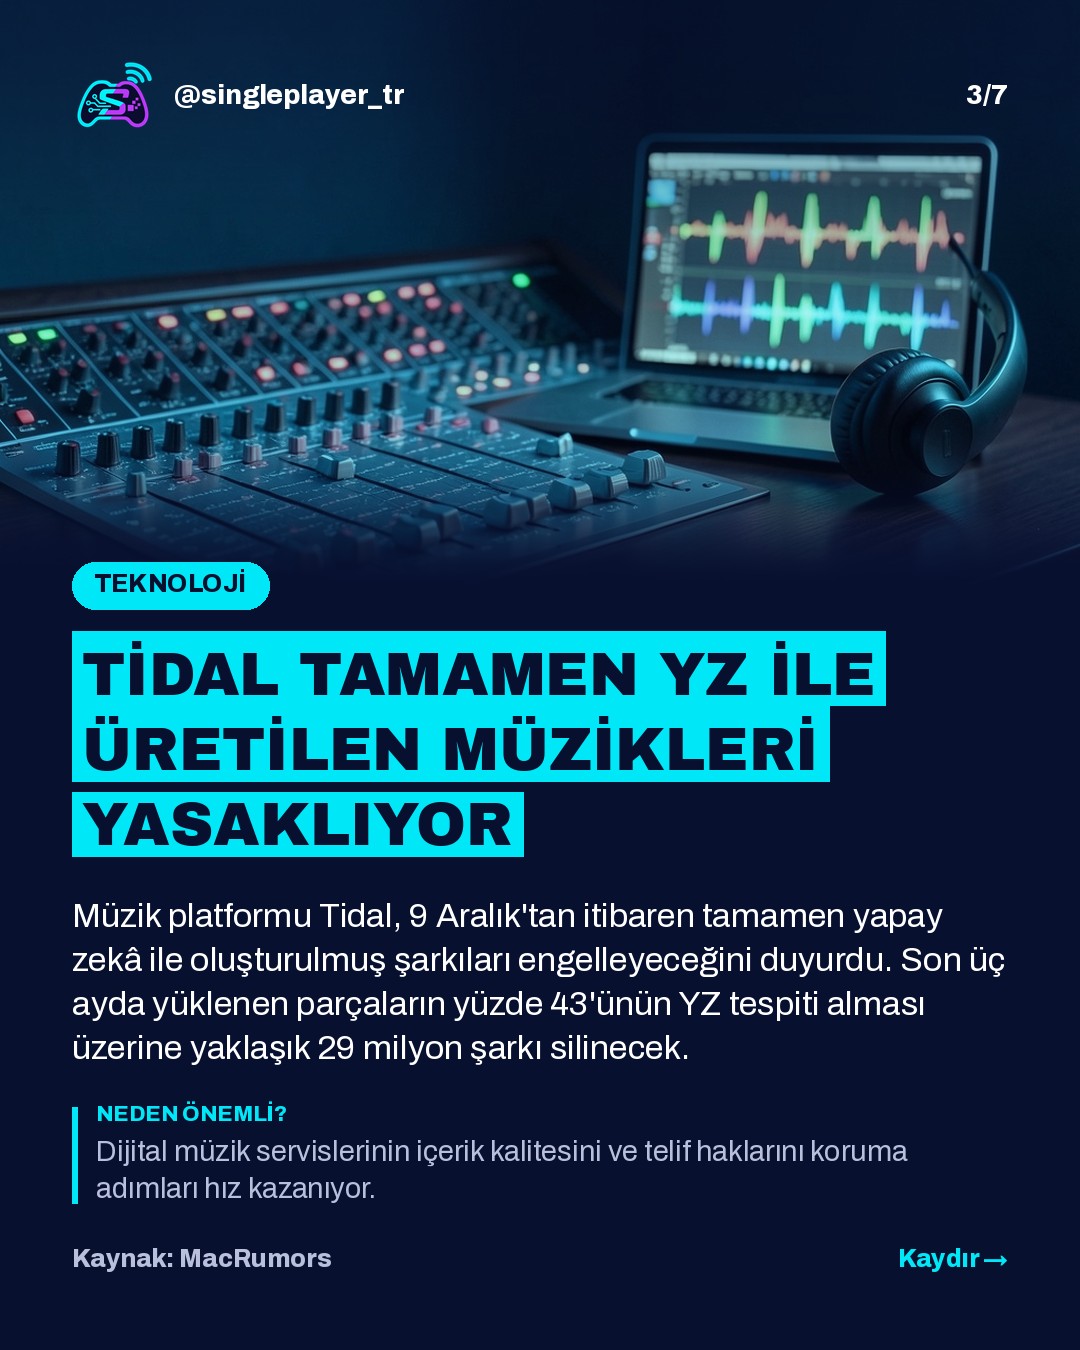 @singleplayer_tr
3/7
TEKNOLOJİ
TİDAL TAMAMEN YZ İLE
ÜRETİLEN MÜZİKLERİ
YASAKLIYOR
Müzik platformu Tidal, 9 Aralık'tan itibaren tamamen yapay
zekâ ile oluşturulmuş şarkıları engelleyeceğini duyurdu. Son üç
ayda yüklenen parçaların yüzde 43'ünün YZ tespiti alması
üzerine yaklaşık 29 milyon şarkı silinecek.
NEDEN ÖNEMLİ?
Dijital müzik servislerinin içerik kalitesini ve telif haklarını koruma
adımları hız kazanıyor.
Kaynak: MacRumors
Kaydır→